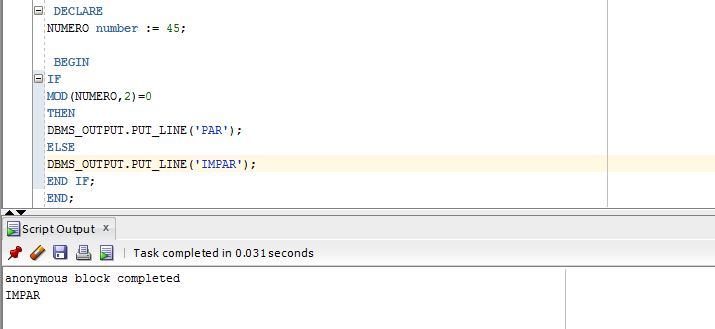 DECLARE
NUMERO number := 45;
BEGIN
IF
MOD(NUMERO,2)=0
THEN
DBMS_OUTPUT.PUT_LINE('PAR');
ELSE
DBMS_OUTPUT.PUT_LINE('IMPAR');
END IF;
END;
Script Output x
Task completed in 0.031 seconds
anonymous block completed
IMPAR